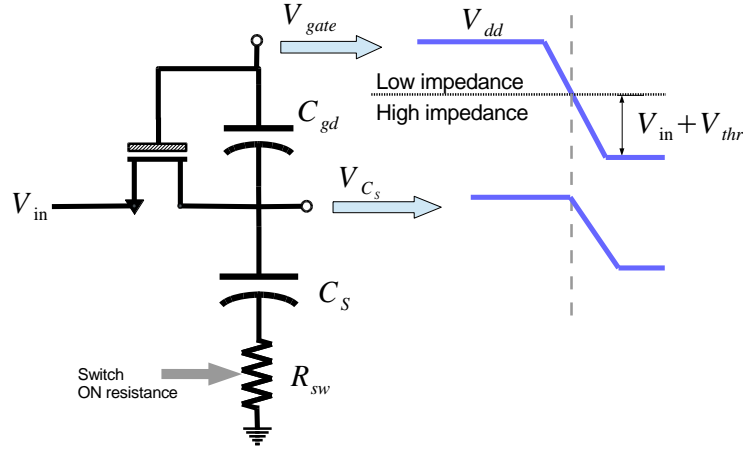 V_gate
V_dd
Low impedance
High impedance
C_gd
V_in + V_thr
V_Cs
V_in
C_S
Switch
ON resistance
R_sw